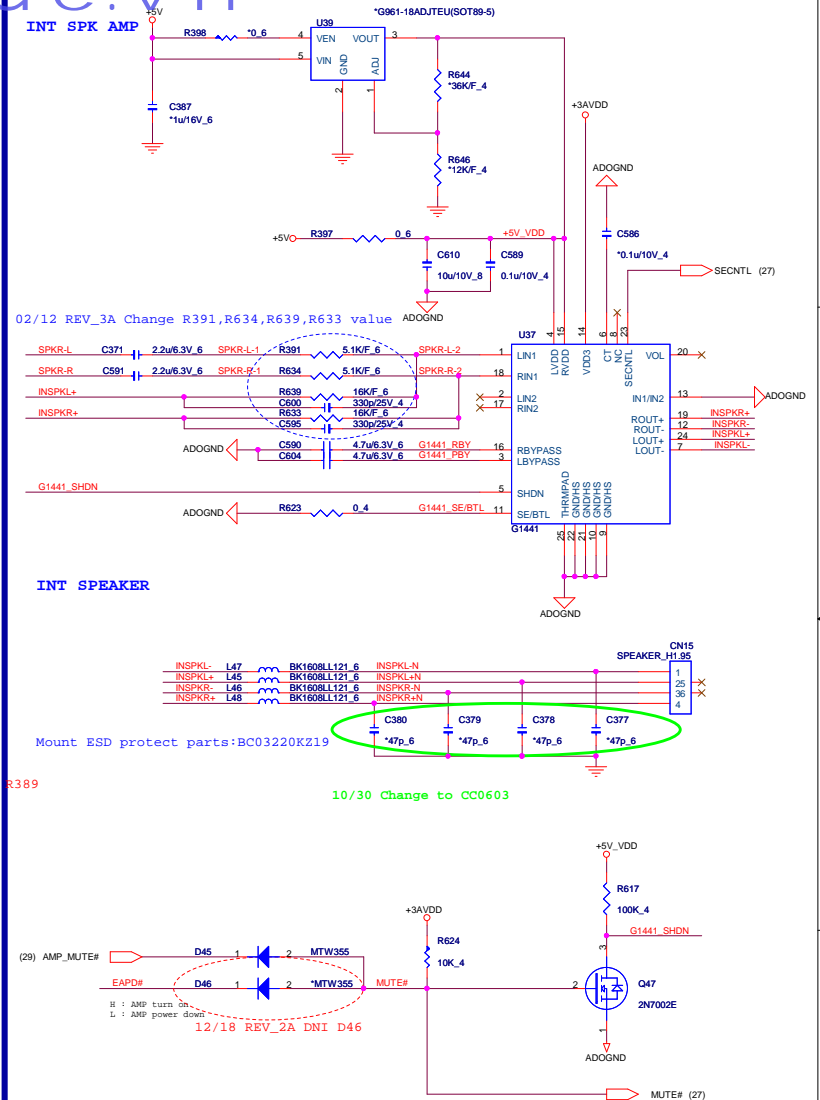 INT SPK AMP
+5V
U39
*G961-18ADJTEU(SOT89-5)
R398
*0_6
4
VEN
VOUT
3
5
VIN
GND
ADJ
2
1
R644
*36K/F_4
C387
*1u/16V_6
+3AVDD
R646
*12K/F_4
ADOGND
+5V
R397
0_6
+5V_VDD
C586
*0.1u/10V_4
C610
10u/10V_8
C589
0.1u/10V_4
SECNTL (27)
ADOGND
02/12 REV_3A Change R391,R634,R639,R633 value
U37
4
15
14
6
8
23
SPKR-L
C371
2.2u/6.3V_6
SPKR-L-1
R391
5.1K/F_6
SPKR-L-2
1
LIN1
SPKR-R
C591
2.2u/6.3V_6
SPKR-R-1
R634
5.1K/F_6
SPKR-R-2
18
RIN1
LVDD
RVDD
VDD3
CT
NC
SECNTL
VOL
20
INSPKL+
R639
16K/F_6
C600
330p/25V_4
2
LIN2
17
RIN2
INSPKR+
R633
16K/F_6
C595
330p/25V_4
IN1/IN2
13
ADOGND
ROUT+
19
INSPKR+
ROUT-
12
INSPKR-
LOUT+
24
INSPKL+
LOUT-
7
INSPKL-
ADOGND
C590
4.7u/6.3V_6
G1441_RBY
16
RBYPASS
C604
4.7u/6.3V_6
G1441_PBY
3
LBYPASS
G1441_SHDN
5
SHDN
ADOGND
R623
0_4
G1441_SE/BTL
11
SE/BTL
THRMPAD
GND/HS
GND/HS
GND/HS
GND/HS
G1441
25
22
21
10
9
ADOGND
INT SPEAKER
CN15
SPEAKER_H1.95
INSPKL-
L47
BK1608LL121_6
INSPKL-N
1
INSPKL+
L45
BK1608LL121_6
INSPKL+N
25
INSPKR-
L46
BK1608LL121_6
INSPKR-N
36
INSPKR+
L48
BK1608LL121_6
INSPKR+N
4
C380
*47p_6
C379
*47p_6
C378
*47p_6
C377
*47p_6
Mount ESD protect parts:BC03220KZ19
R389
10/30 Change to CC0603
+5V_VDD
R617
100K_4
+3AVDD
G1441_SHDN
R624
10K_4
3
(29) AMP_MUTE#
D45
1
2
MTW355
EAPD#
D46
1
2
*MTW355
MUTE#
2
Q47
2N7002E
1
H : AMP turn on
L : AMP power down
12/18 REV_2A DNI D46
ADOGND
MUTE# (27)